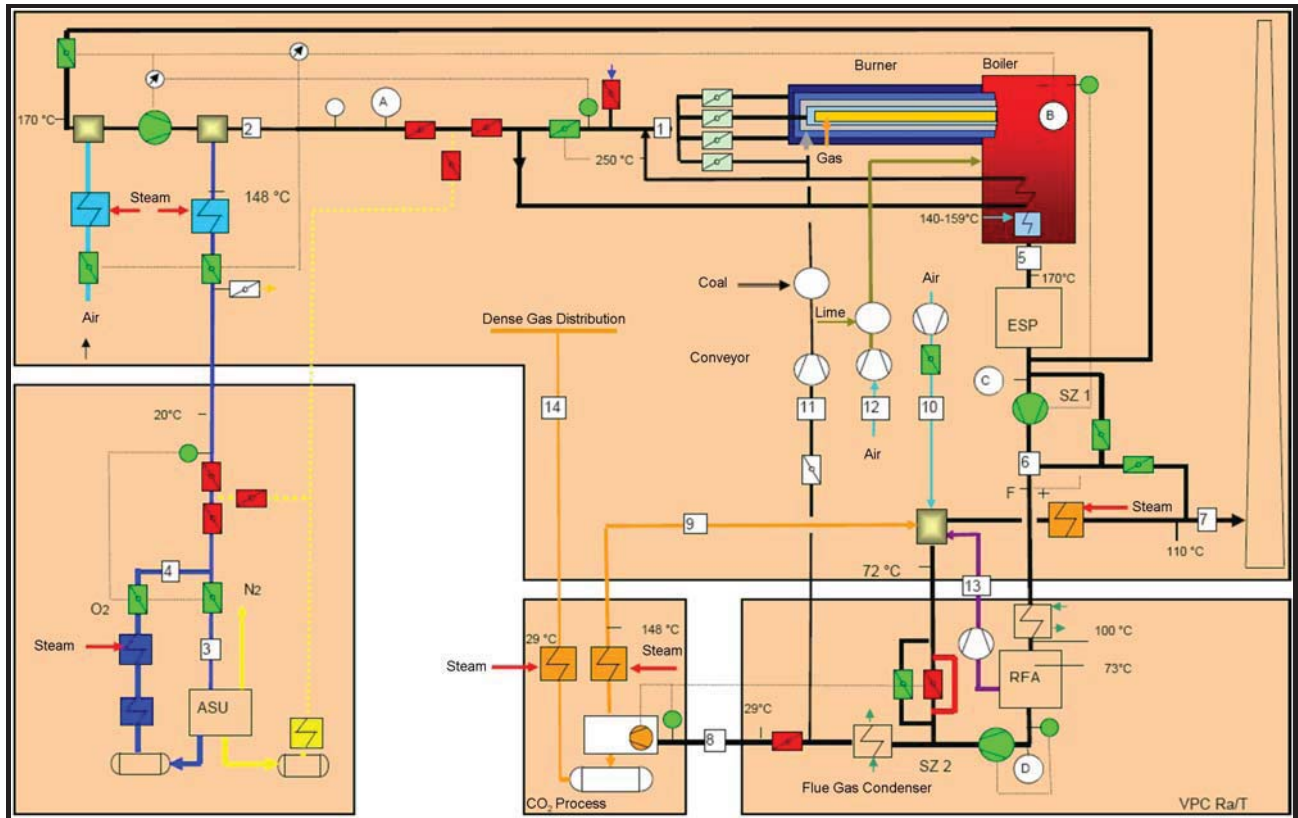 Burner
Boiler
A
B
170 °C
2
1
250 °C
Gas
Steam
148 °C
140-159°C
5
170°C
Coal
Air
Lime
ESP
Air
Dense Gas Distribution
Conveyor
C
SZ 1
20°C
14
11
12
10
Air
6
F
+
Steam
9
7
110 °C
4
72 °C
13
O2
N2
148 °C
100 °C
Steam
3
29 °C
Steam
73°C
Steam
RFA
ASU
29°C
8
SZ 2
D
Flue Gas Condenser
CO2 Process
VPC Ra/T